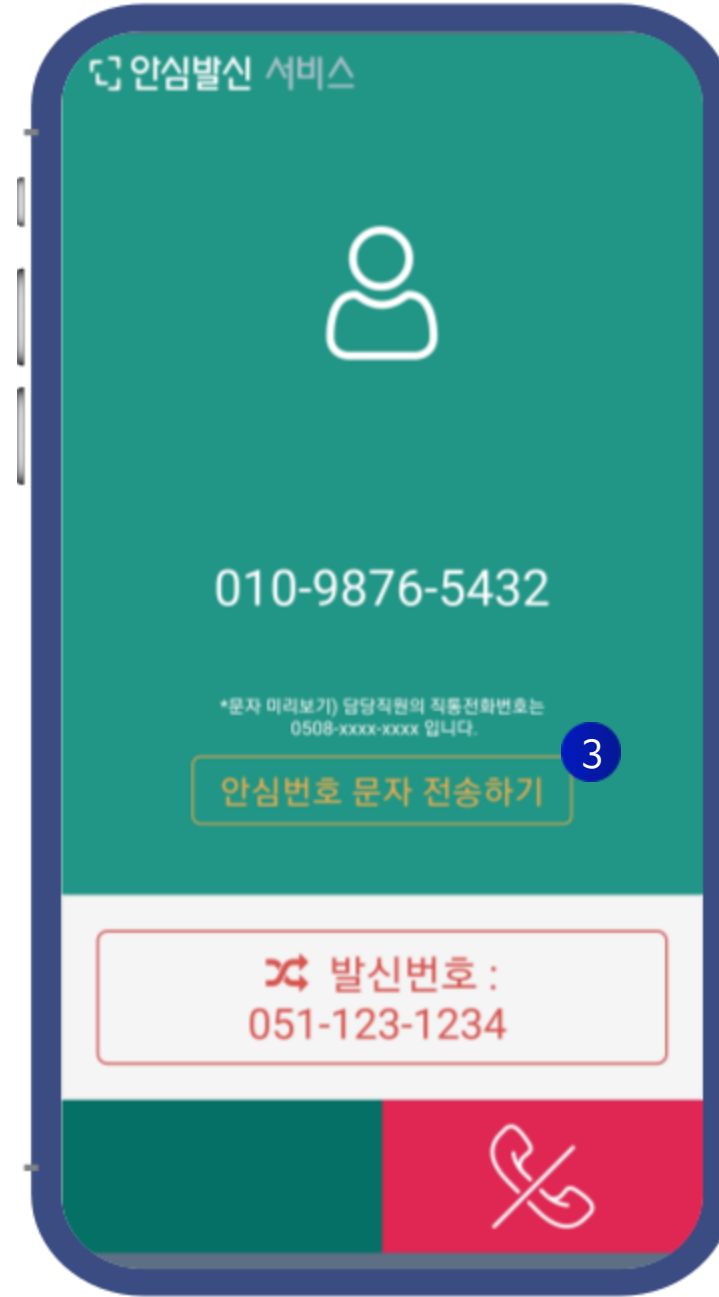 안심발신 서비스
010-9876-5432
*문자 미리보기) 담당직원의 직통전화번호는
0508-xxxx-xxxx 입니다.
3
안심번호 문자 전송하기
발신번호 :
051-123-1234